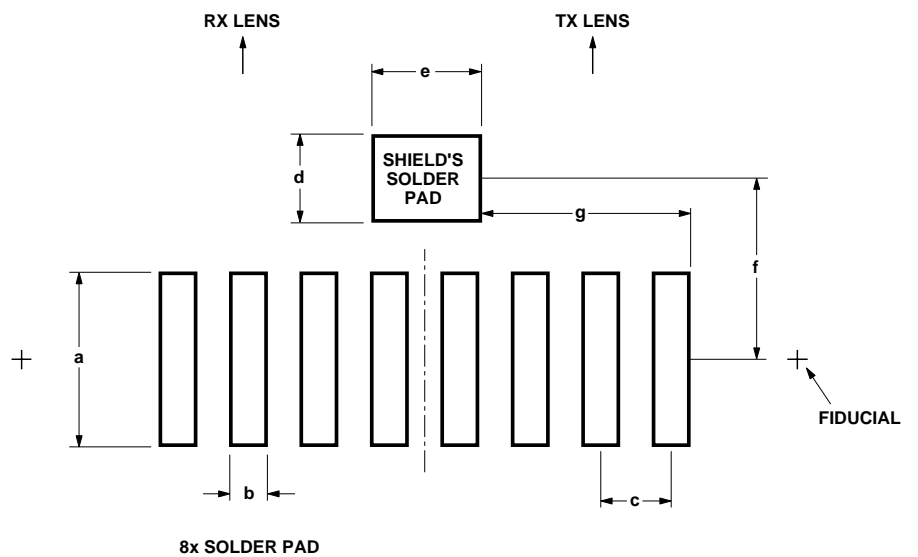 RX LENS
TX LENS
e
d
SHIELD'S
SOLDER
PAD
g
f
a
FIDUCIAL
b
c
8x SOLDER PAD